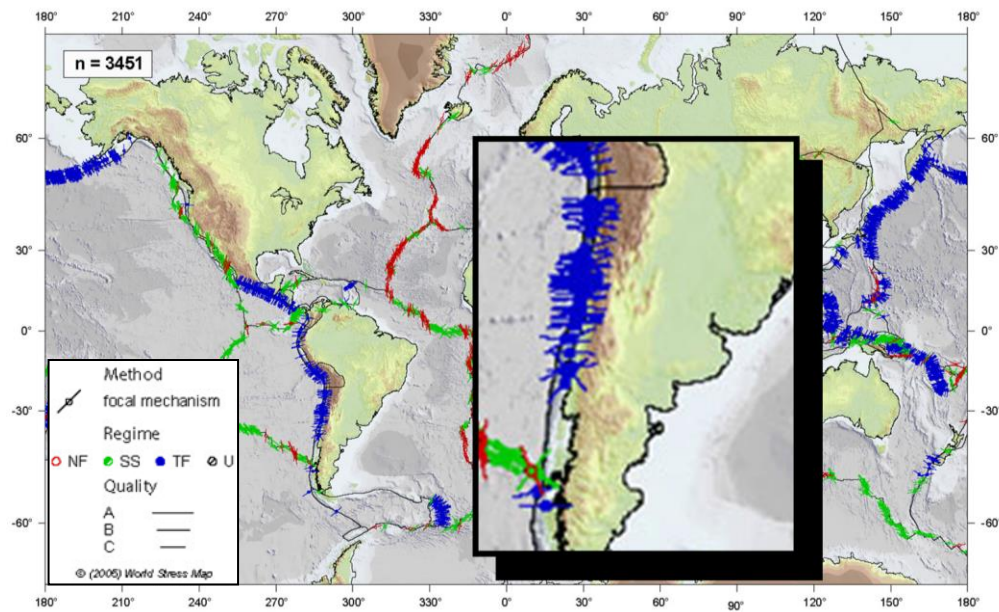 180° 210° 240° 270° 300° 330° 0° 30° 60° 90° 120° 150° 180°
n = 3451
60° 60°
30° 30°
0° 0°
-30° -30°
-60° -60°
Method
focal mechanism
Regime
NF SS TF U
Quality
A
B
C
© (2005) World Stress Map
180° 210° 240° 270° 300° 330° 0° 30° 60° 90° 120° 150° 180°